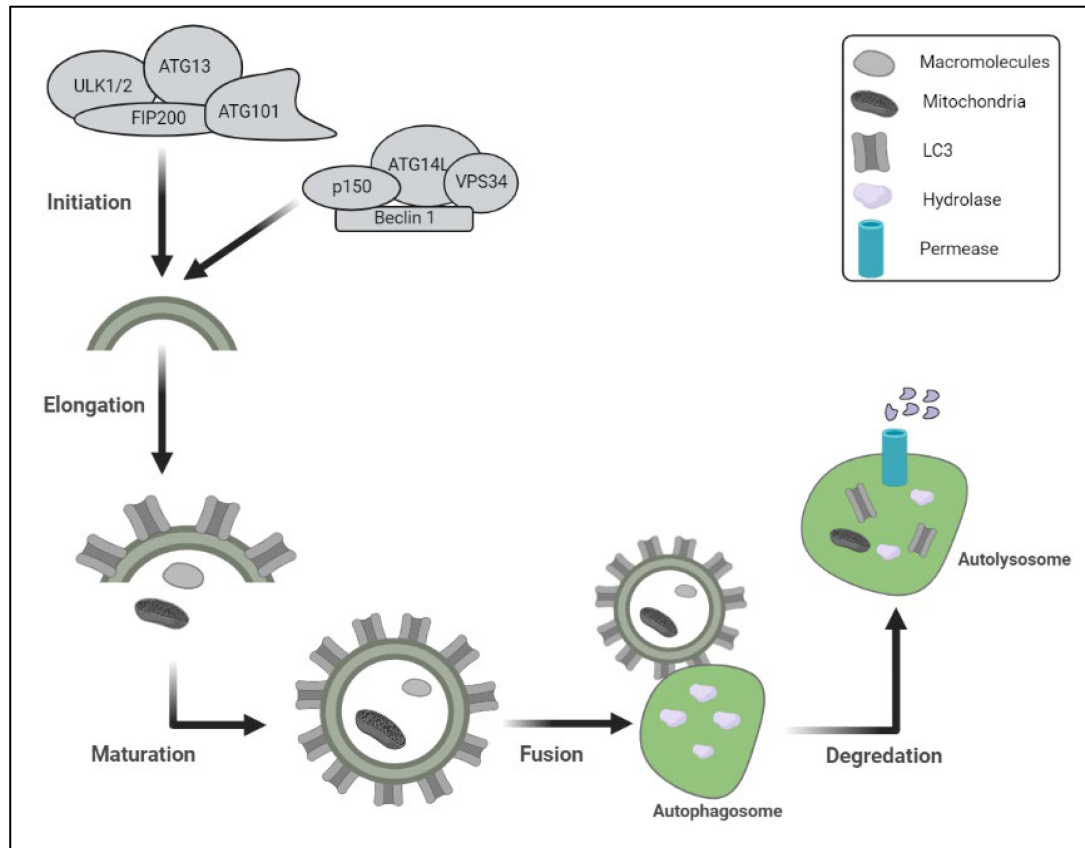 ULK1/2
ATG13
FIP200
ATG101
p150
ATG14L
VPS34
Beclin 1
Initiation
Elongation
Maturation
Fusion
Autophagosome
Degredation
Autolysosome
Macromolecules
Mitochondria
LC3
Hydrolase
Permease